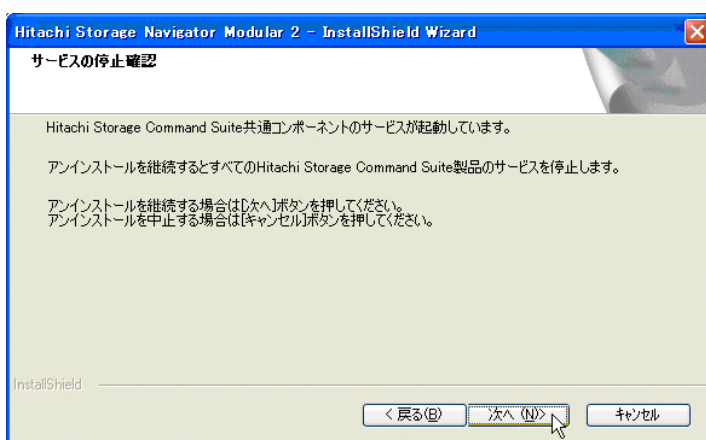 Hitachi Storage Navigator Modular 2 - InstallShield Wizard
サービスの停止確認
Hitachi Storage Command Suite共通コンポーネントのサービスが起動しています。
アンインストールを継続するとすべてのHitachi Storage Command Suite製品のサービスを停止します。
アンインストールを継続する場合は[次へ]ボタンを押してください。
アンインストールを中止する場合は[キャンセル]ボタンを押してください。
InstallShield
< 戻る(B) 次へ (N)> キャンセル